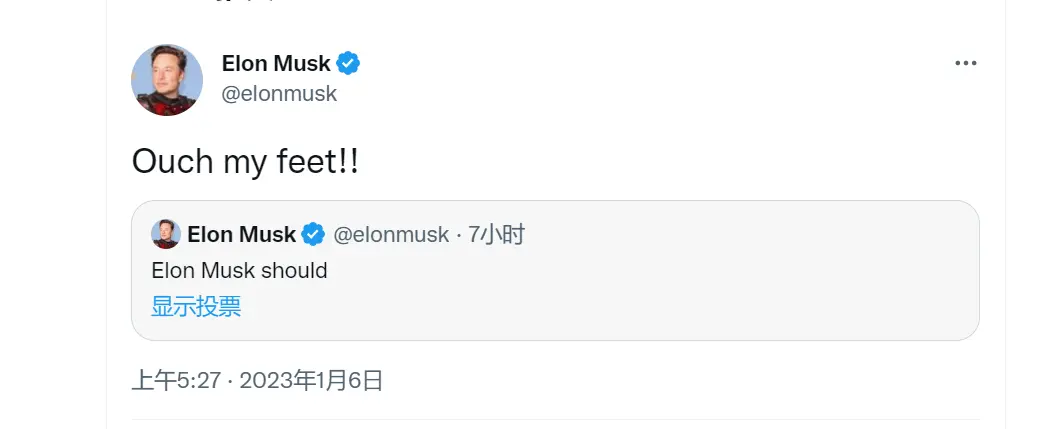 Elon Musk
@elonmusk
Ouch my feet!!
Elon Musk @elonmusk · 7小时
Elon Musk should
显示投票
上午5:27 · 2023年1月6日